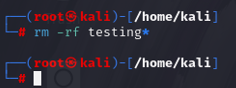 ┌──(root㉿kali)-[/home/kali]
└─# rm -rf testing*
┌──(root㉿kali)-[/home/kali]
└─#